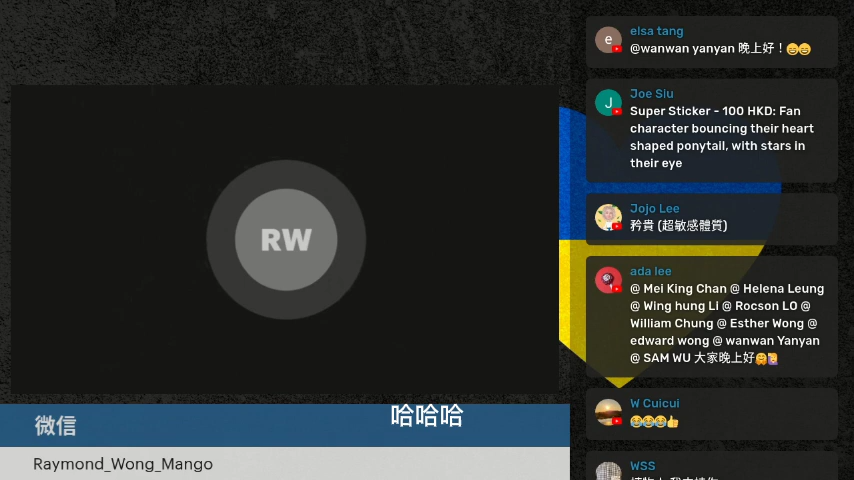 elsa tang
@wanwan yanyan 晚上好！😄😄
Joe Siu
Super Sticker - 100 HKD: Fan
character bouncing their heart
shaped ponytail, with stars in
their eye
Jojo Lee
矜貴 (超敏感體質)
ada lee
@ Mei King Chan @ Helena Leung
@ Wing hung Li @ Rocson LO @
William Chung @ Esther Wong @
edward wong @ wanwan Yanyan
@ SAM WU 大家晚上好🤗🙋
W Cuicui
😂😂😂👍
WSS
e
J
RW
哈哈哈
微信
Raymond_Wong_Mango